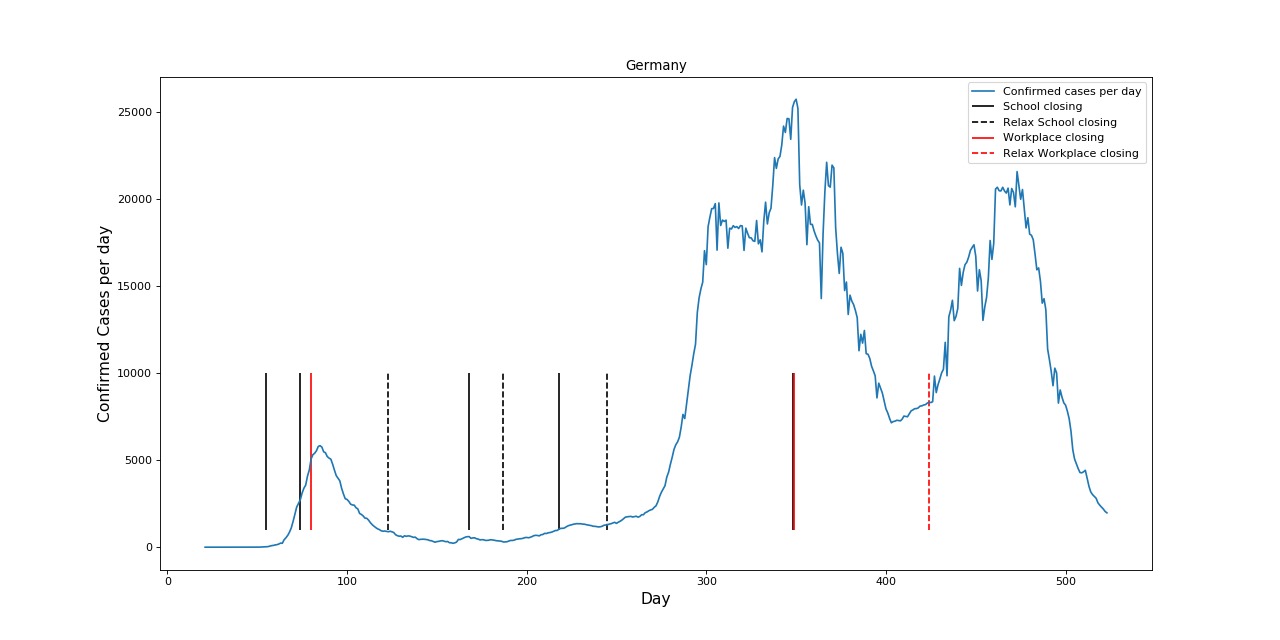 Germany
Confirmed cases per day
School closing
Relax School closing
Workplace closing
Relax Workplace closing
Confirmed Cases per day
25000
20000
15000
10000
5000
0
0 100 200 300 400 500
Day